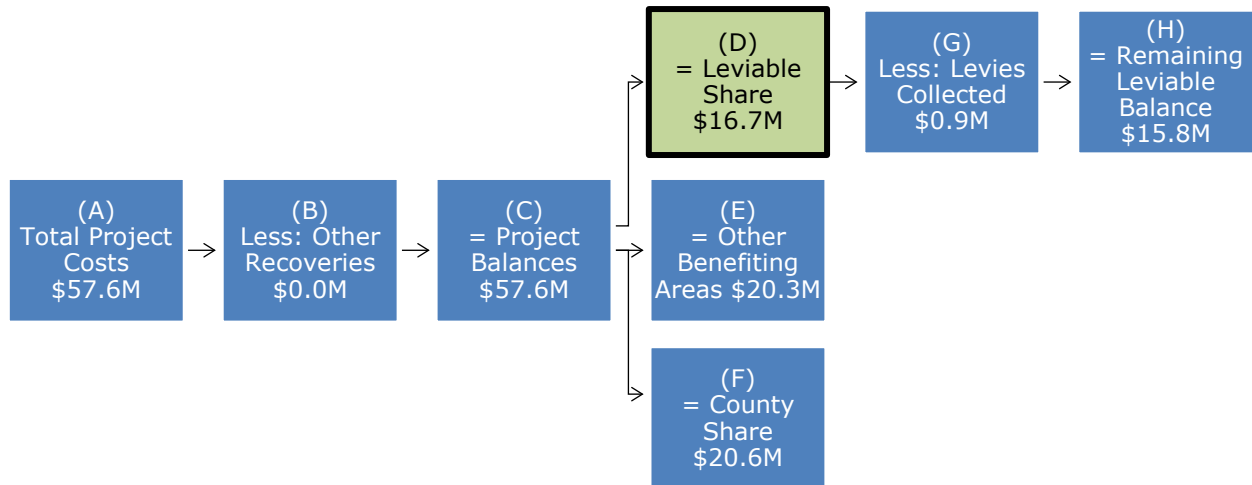 (A)
Total Project
Costs
$57.6M
(B)
Less: Other
Recoveries
$0.0M
(C)
= Project
Balances
$57.6M
(D)
= Leviable
Share
$16.7M
(E)
= Other
Benefiting
Areas $20.3M
(F)
= County
Share
$20.6M
(G)
Less: Levies
Collected
$0.9M
(H)
= Remaining
Leviable
Balance
$15.8M